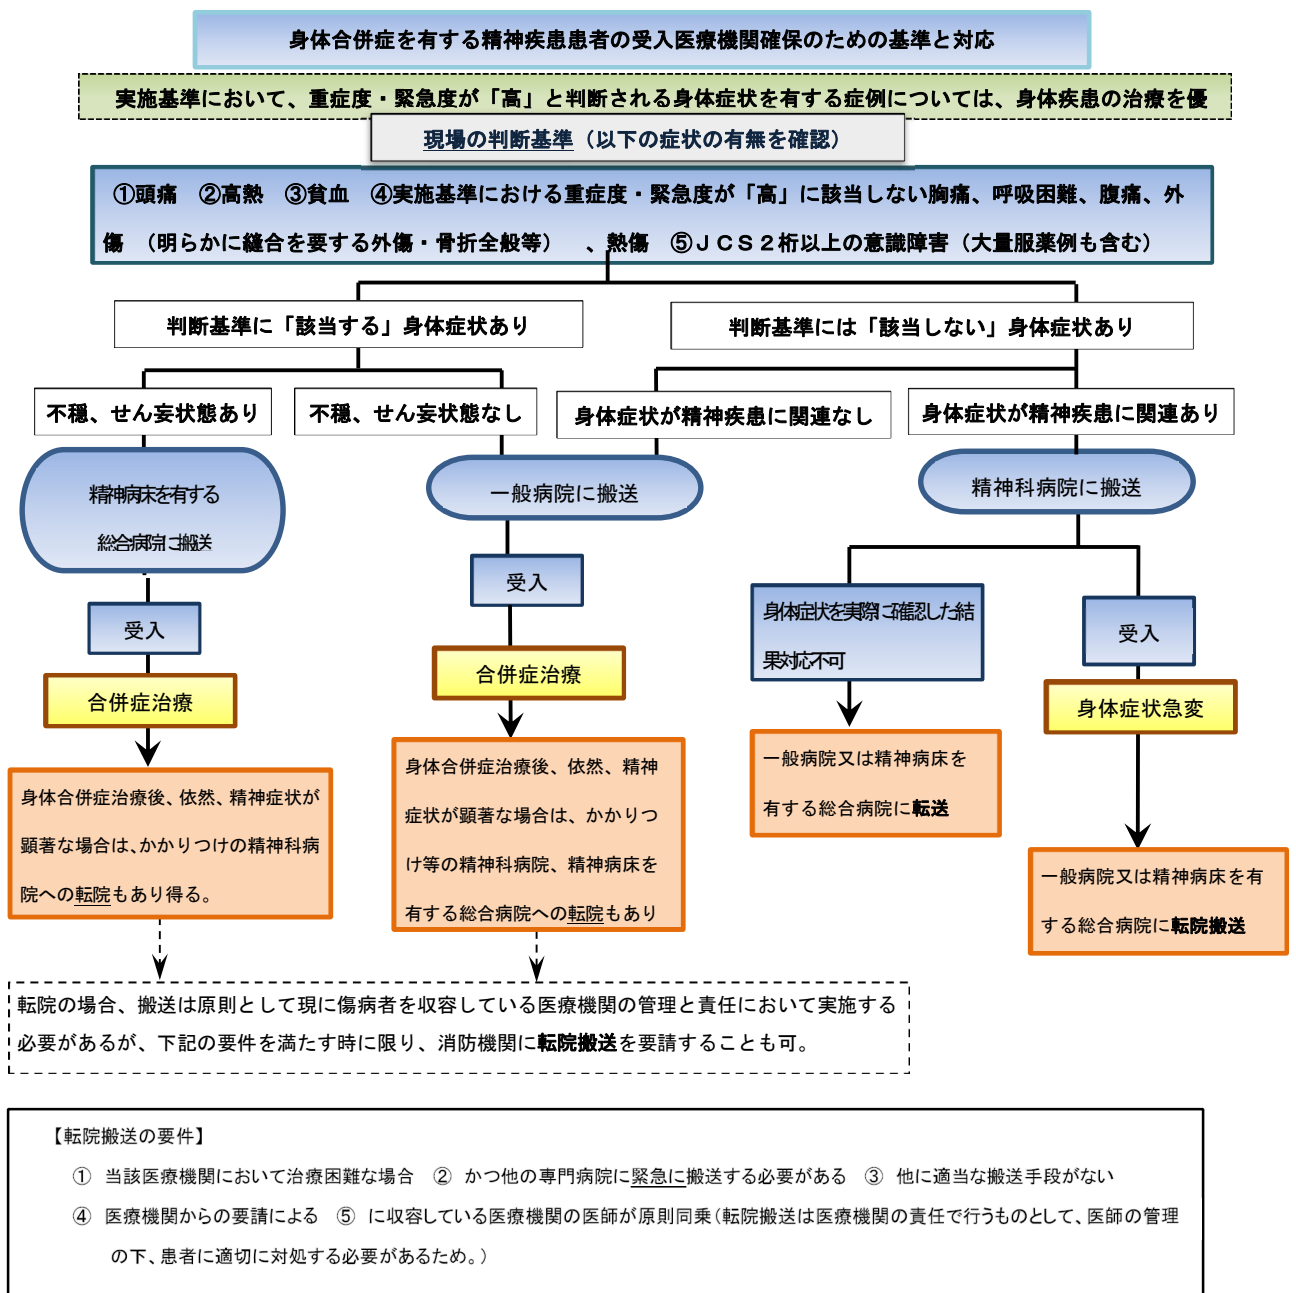 身体合併症を有する精神疾患患者の受入医療機関確保のための基準と対応
実施基準において、重症度・緊急度が「高」と判断される身体症状を有する症例については、身体疾患の治療を優
現場の判断基準（以下の症状の有無を確認）
①頭痛　②高熱　③貧血　④実施基準における重症度・緊急度が「高」に該当しない胸痛、呼吸困難、腹痛、外
傷　（明らかに縫合を要する外傷・骨折全般等）　、熱傷　⑤ＪＣＳ２桁以上の意識障害（大量服薬例も含む）
判断基準に「該当する」身体症状あり
判断基準には「該当しない」身体症状あり
不穏、せん妄状態あり
不穏、せん妄状態なし
身体症状が精神疾患に関連なし
身体症状が精神疾患に関連あり
精神病床を有する
総合病院に搬送
一般病院に搬送
精神科病院に搬送
受入
受入
身体症状を実際に確認した結
果対応不可
受入
合併症治療
合併症治療
身体症状急変
身体合併症治療後、依然、精神症状が
顕著な場合は、かかりつけの精神科病
院への転院もあり得る。
身体合併症治療後、依然、精神
症状が顕著な場合は、かかりつ
け等の精神科病院、精神病床を
有する総合病院への転院もあり
一般病院又は精神病床を
有する総合病院に転送
一般病院又は精神病床を有
する総合病院に転院搬送
転院の場合、搬送は原則として現に傷病者を収容している医療機関の管理と責任において実施する
必要があるが、下記の要件を満たす時に限り、消防機関に転院搬送を要請することも可。
【転院搬送の要件】
①　当該医療機関において治療困難な場合　②　かつ他の専門病院に緊急に搬送する必要がある　③　他に適当な搬送手段がない
④　医療機関からの要請による　⑤　に収容している医療機関の医師が原則同乗（転院搬送は医療機関の責任で行うものとして、医師の管理
の下、患者に適切に対処する必要があるため。）